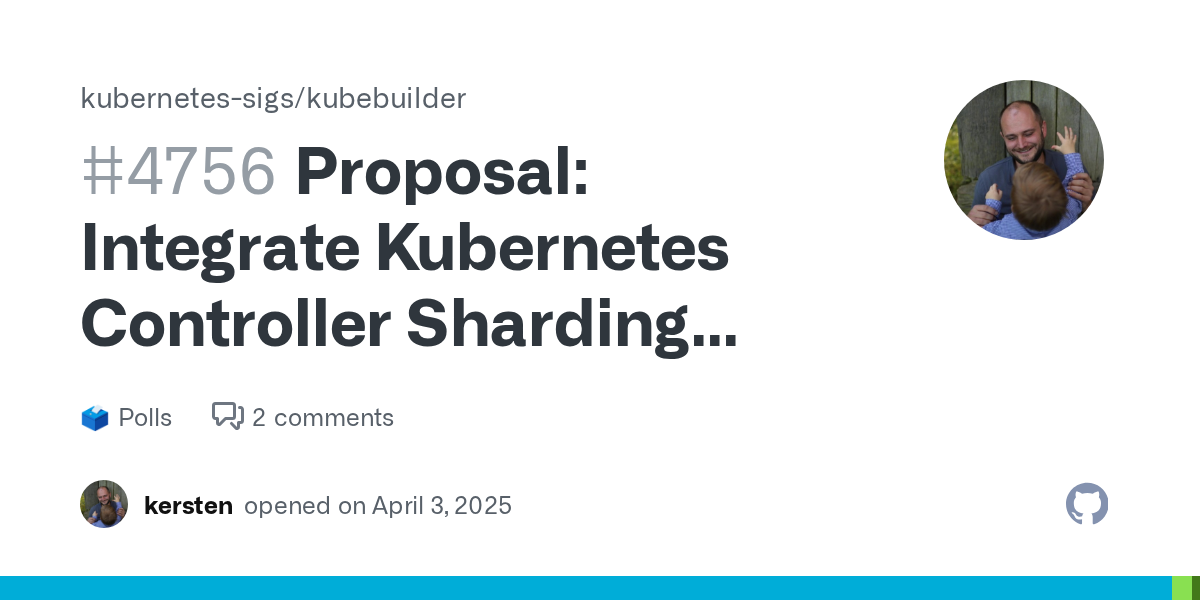 kubernetes-sigs/kubebuilder
#4756 Proposal:
Integrate Kubernetes
Controller Sharding...
Polls 2 comments
kersten opened on April 3, 2025